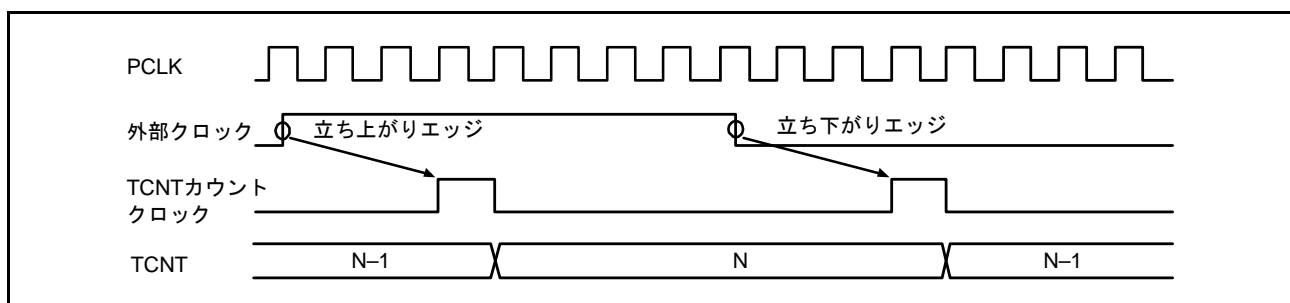 PCLK
外部クロック
立ち上がりエッジ
立ち下がりエッジ
TCNTカウント
クロック
TCNT
N–1
N
N–1